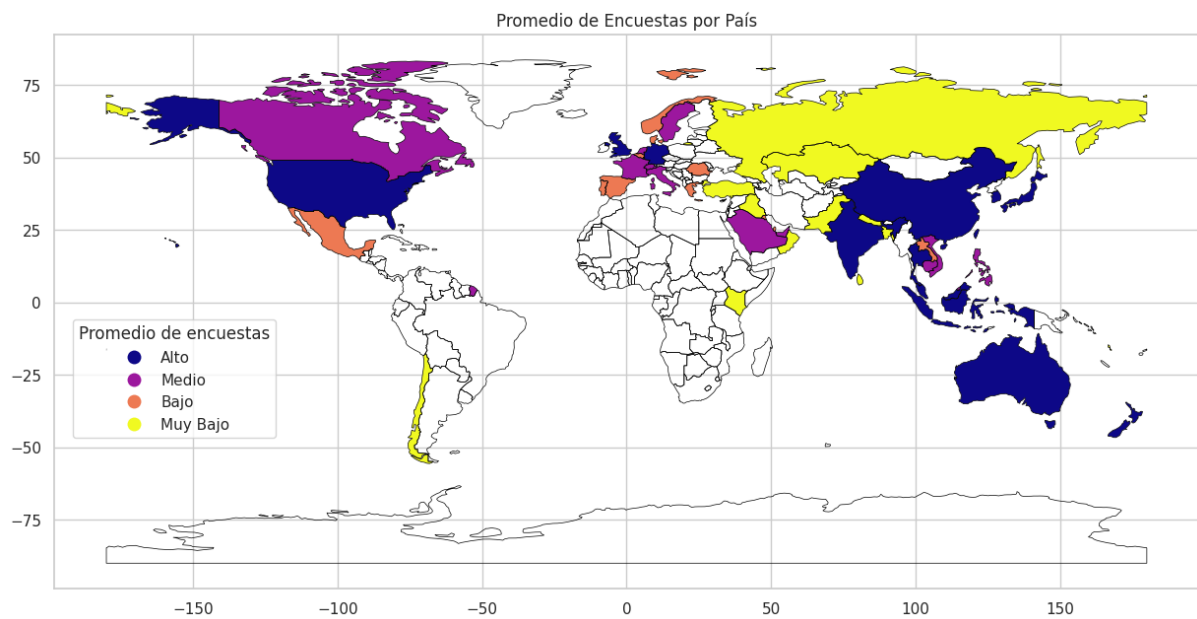 Promedio de Encuestas por País
75
50
25
0
−25
−50
−75
Promedio de encuestas
Alto
Medio
Bajo
Muy Bajo
−150
−100
−50
0
50
100
150